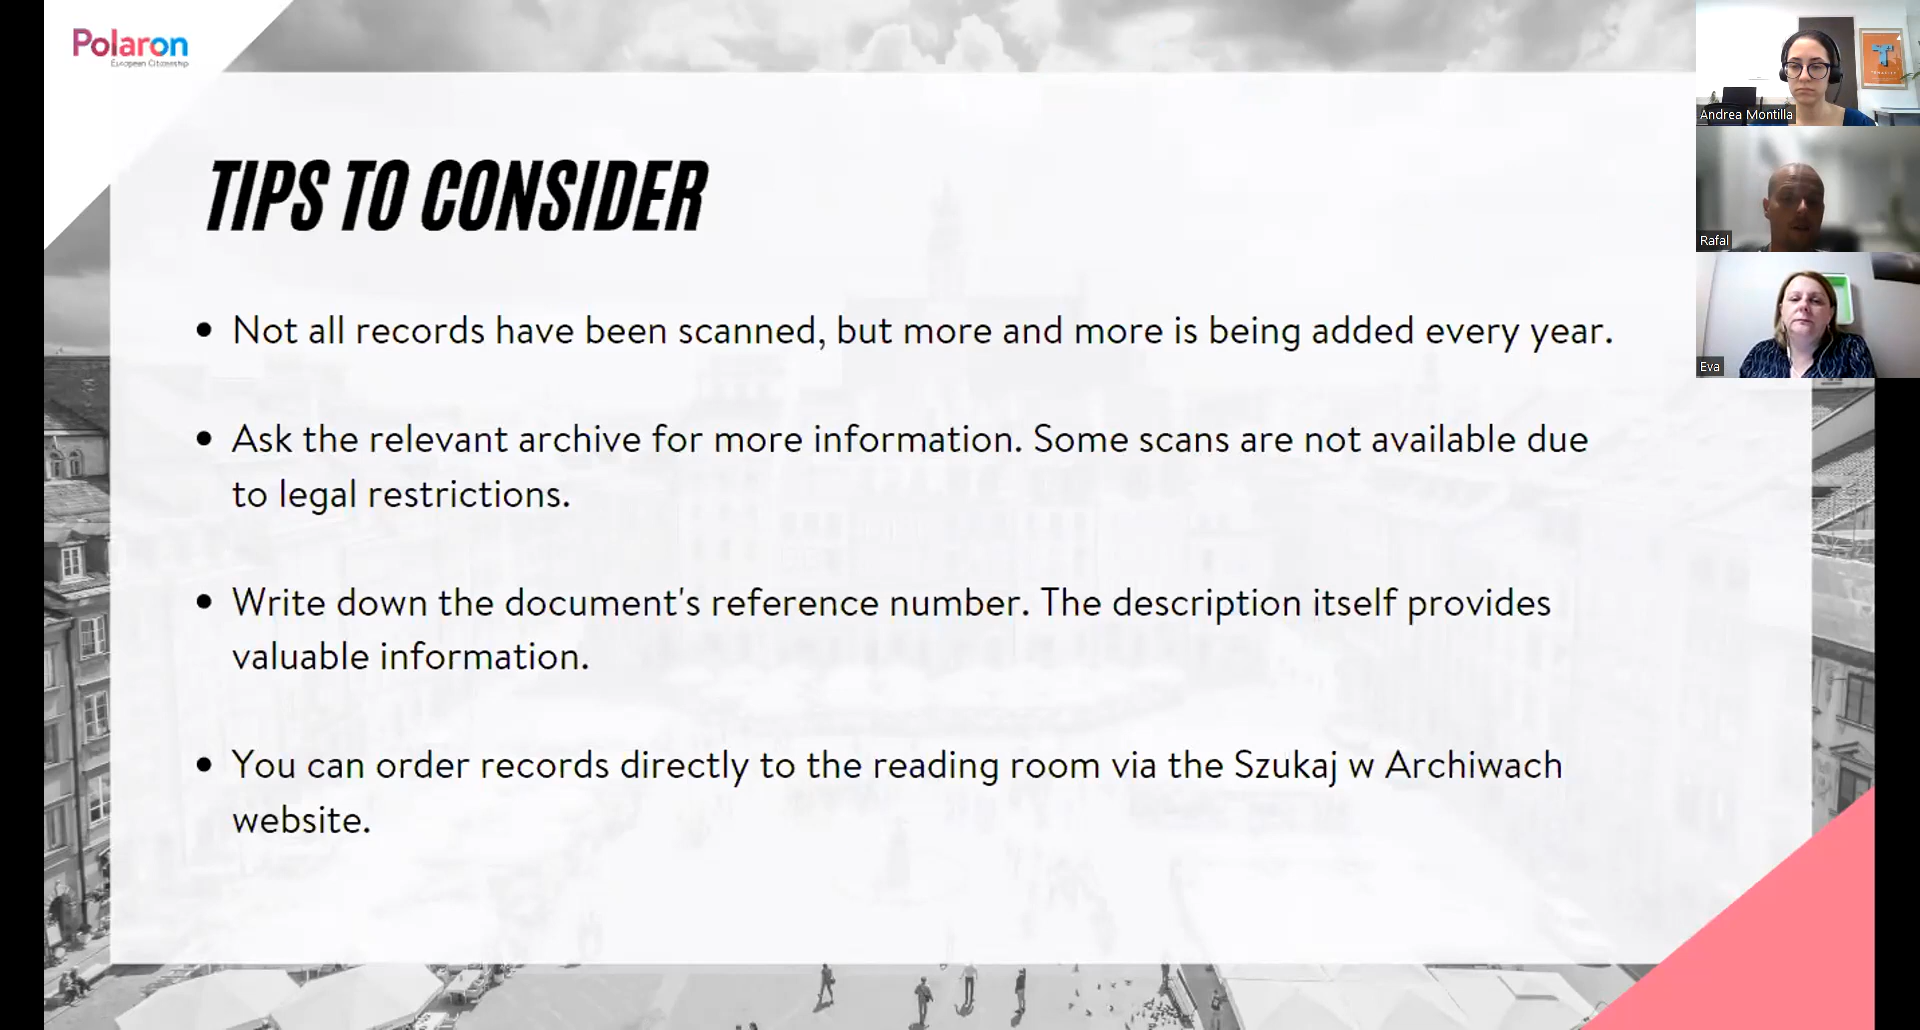 Polaron
European Citizenship
TIPS TO CONSIDER
• Not all records have been scanned, but more and more is being added every year.
• Ask the relevant archive for more information. Some scans are not available due
to legal restrictions.
• Write down the document's reference number. The description itself provides
valuable information.
• You can order records directly to the reading room via the Szukaj w Archiwach
website.
Andrea Montilla
Rafal
Eva